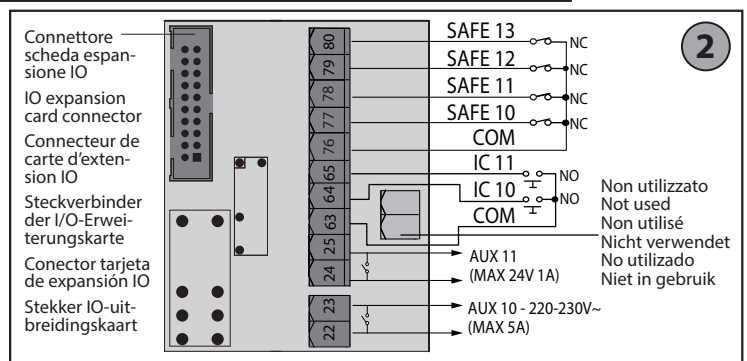 Connettore
scheda espan-
sione IO
IO expansion
card connector
Connecteur de
carte d'exten-
sion IO
Steckverbinder
der I/O-Erwei-
terungskarte
Conector tarjeta
de expansión IO
Stekker IO-uit-
breidingskaart
80
79
78
77
76
65
64
63
25
24
23
22
SAFE 13
NC
SAFE 12
NC
SAFE 11
NC
SAFE 10
NC
COM
IC 11
NO
IC 10
NO
COM
AUX 11
(MAX 24V 1A)
AUX 10 - 220-230V~
(MAX 5A)
2
Non utilizzato
Not used
Non utilisé
Nicht verwendet
No utilizado
Niet in gebruik